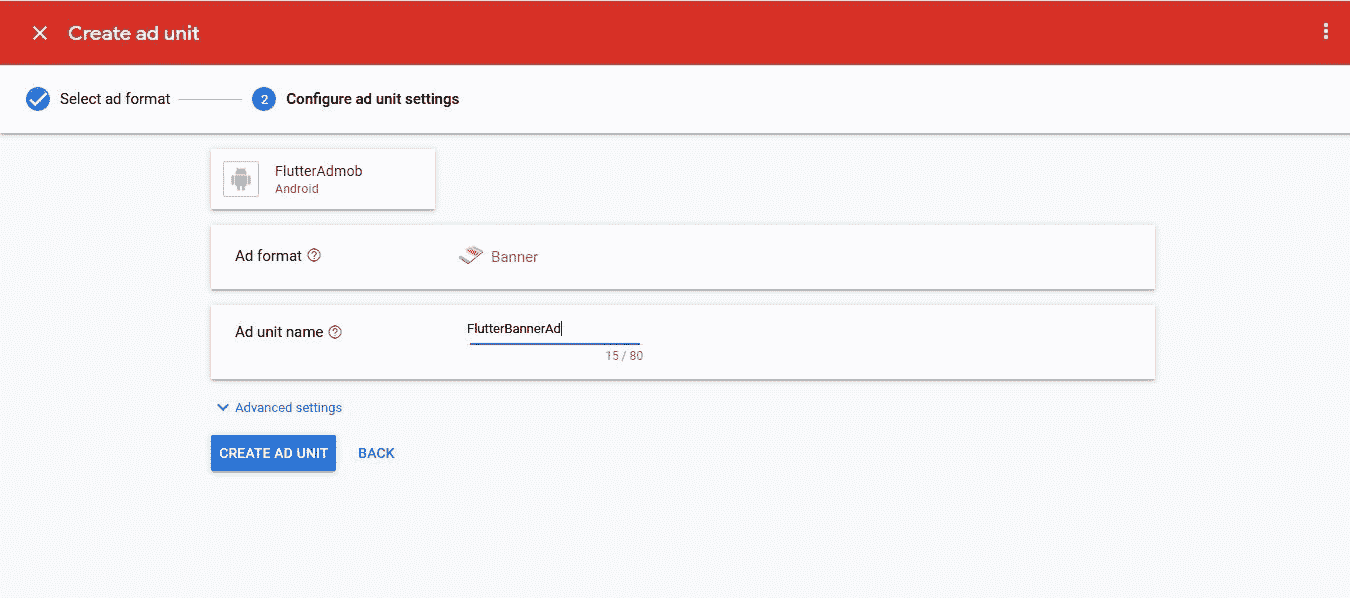 Create ad unit
Select ad format
2
Configure ad unit settings
FlutterAdmob
Android
Ad format
Banner
Ad unit name
FlutterBannerAd
15 / 80
Advanced settings
CREATE AD UNIT
BACK